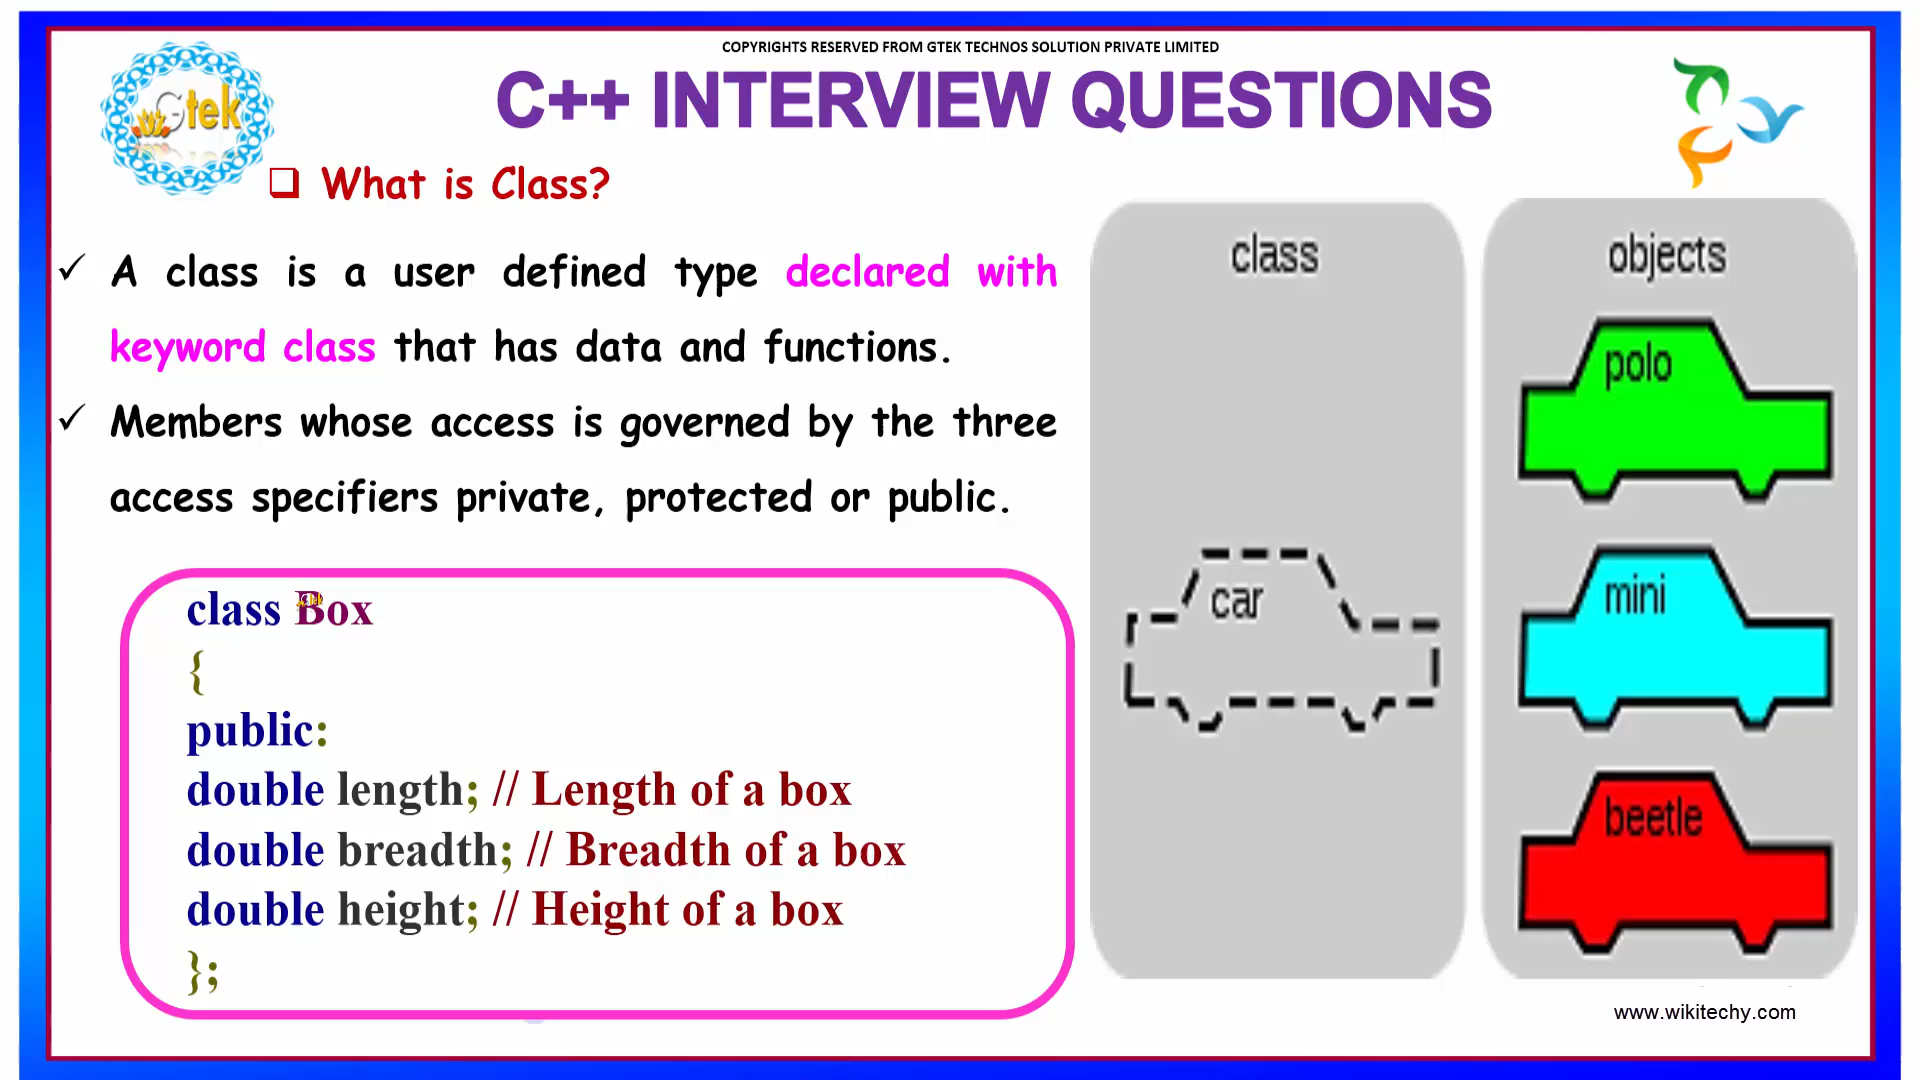 COPYRIGHTS RESERVED FROM GTEK TECHNOS SOLUTION PRIVATE LIMITED
C++ INTERVIEW QUESTIONS
Gtek
What is Class?
A class is a user defined type declared with
keyword class that has data and functions.
Members whose access is governed by the three
access specifiers private, protected or public.
class Box
{
public:
double length; // Length of a box
double breadth; // Breadth of a box
double height; // Height of a box
};
class
car
objects
polo
mini
beetle
www.wikitechy.com